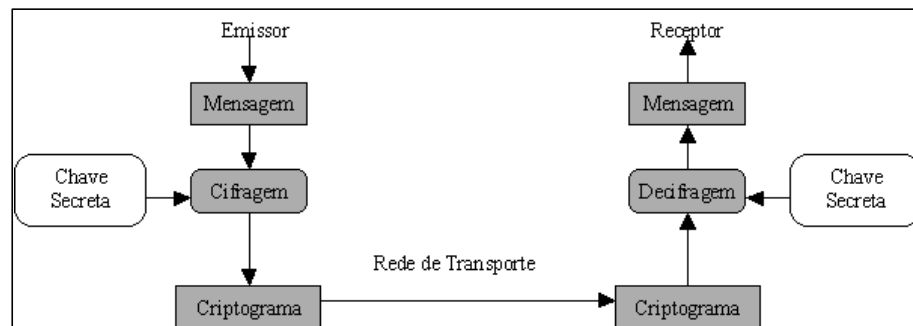 Emissor
Receptor
Mensagem
Mensagem
Chave
Secreta
Cifragem
Decifragem
Chave
Secreta
Rede de Transporte
Criptograma
Criptograma